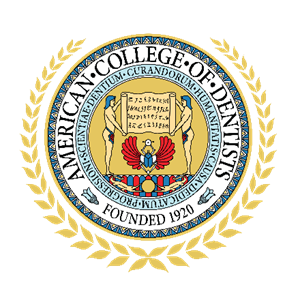 AMERICAN·COLLEGE·OF·DENTISTS
PROGRESSIONI·SCIENTIAE·DENTIUM·CURANDORUM·HUMANITATIS·CAUSA·DEDICATUM
FOUNDED 1920